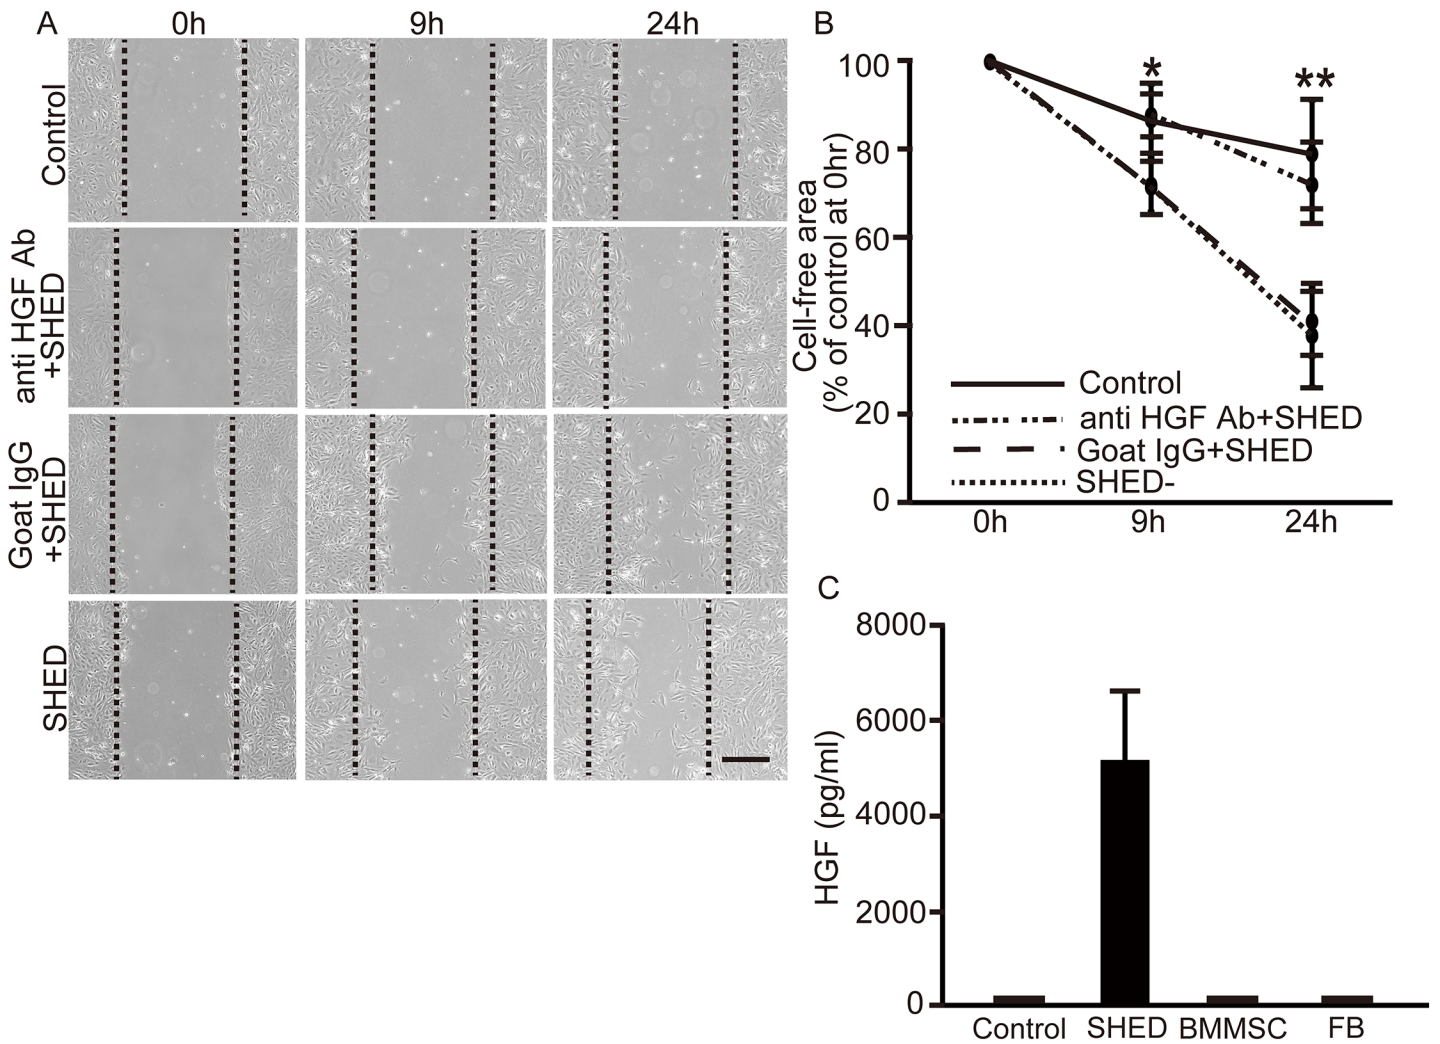 A
0h
9h
24h
Control
anti HGF Ab
+SHED
Goat IgG
+SHED
SHED
B
Cell-free area
(% of control at 0hr)
100
80
60
40
20
0
*
**
Control
anti HGF Ab+SHED
Goat IgG+SHED
SHED-
0h
9h
24h
C
HGF (pg/ml)
8000
6000
4000
2000
0
Control
SHED
BMMSC
FB